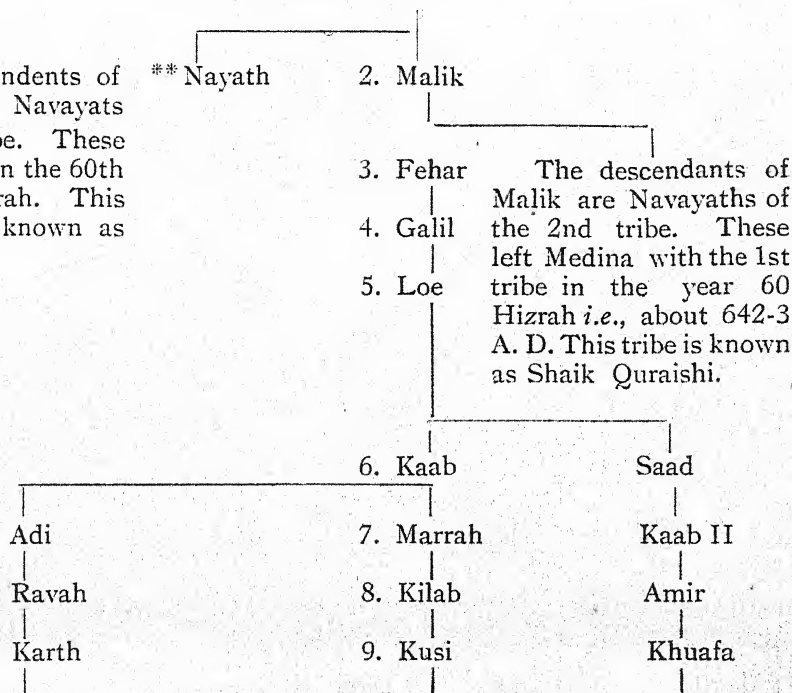 ndents of
Navayats
be. These
n the 60th
rah. This
known as
** Nayath
2. Malik
3. Fehar
4. Galil
5. Loe
The descendants of
Malik are Navayaths of
the 2nd tribe. These
left Medina with the 1st
tribe in the year 60
Hizrah i.e., about 642-3
A. D. This tribe is known
as Shaik Quraishi.
6. Kaab
Saad
Adi
7. Marrah
Kaab II
Ravah
8. Kilab
Amir
Karth
9. Kusi
Khuafa